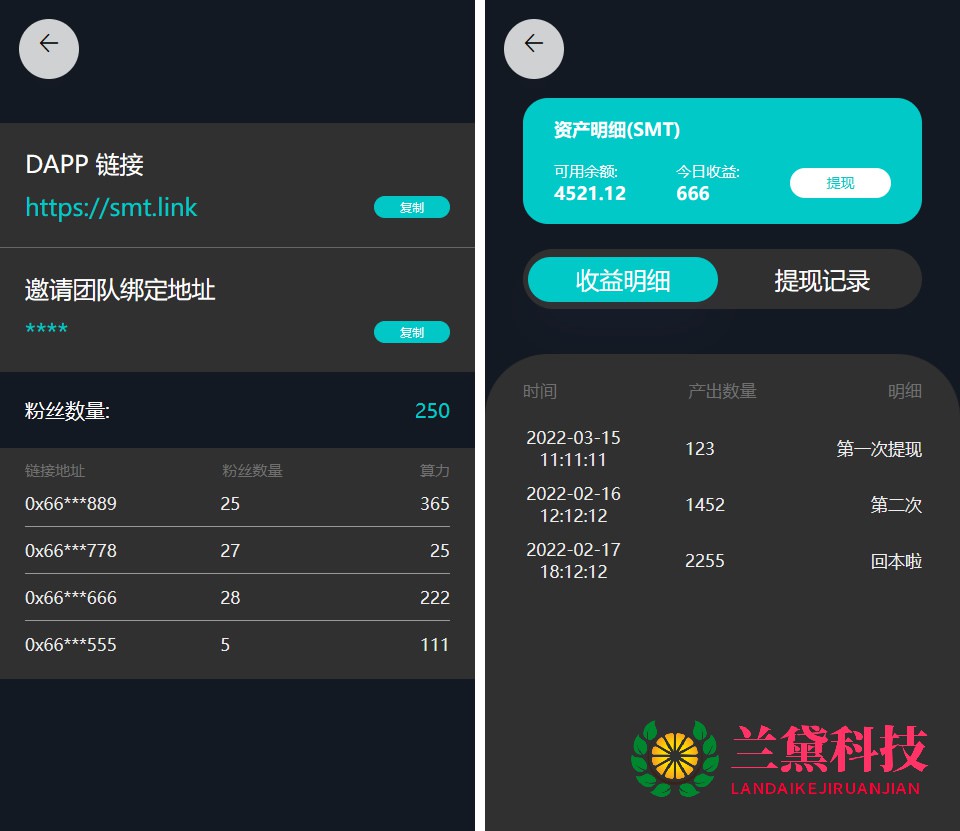 DAPP 链接
https://smt.link
复制
邀请团队绑定地址
****
复制
粉丝数量:
250
链接地址 粉丝数量 算力
0x66***889 25 365
0x66***778 27 25
0x66***666 28 222
0x66***555 5 111
资产明细(SMT)
可用余额: 今日收益:
4521.12 666
提现
收益明细 提现记录
时间 产出数量 明细
2022-03-15
11:11:11
123
第一次提现
2022-02-16
12:12:12
1452
第二次
2022-02-17
18:12:12
2255
回本啦
兰黛科技
LANDAIKEJIRUANJIAN